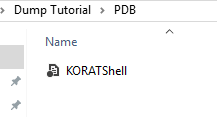 Dump Tutorial > PDB
Name
KORATShell